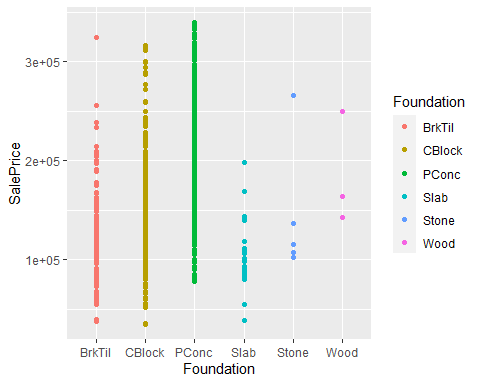 SalePrice
3e+05
2e+05
1e+05
BrkTil CBlock PConc Slab Stone Wood
Foundation
Foundation
BrkTil
CBlock
PConc
Slab
Stone
Wood